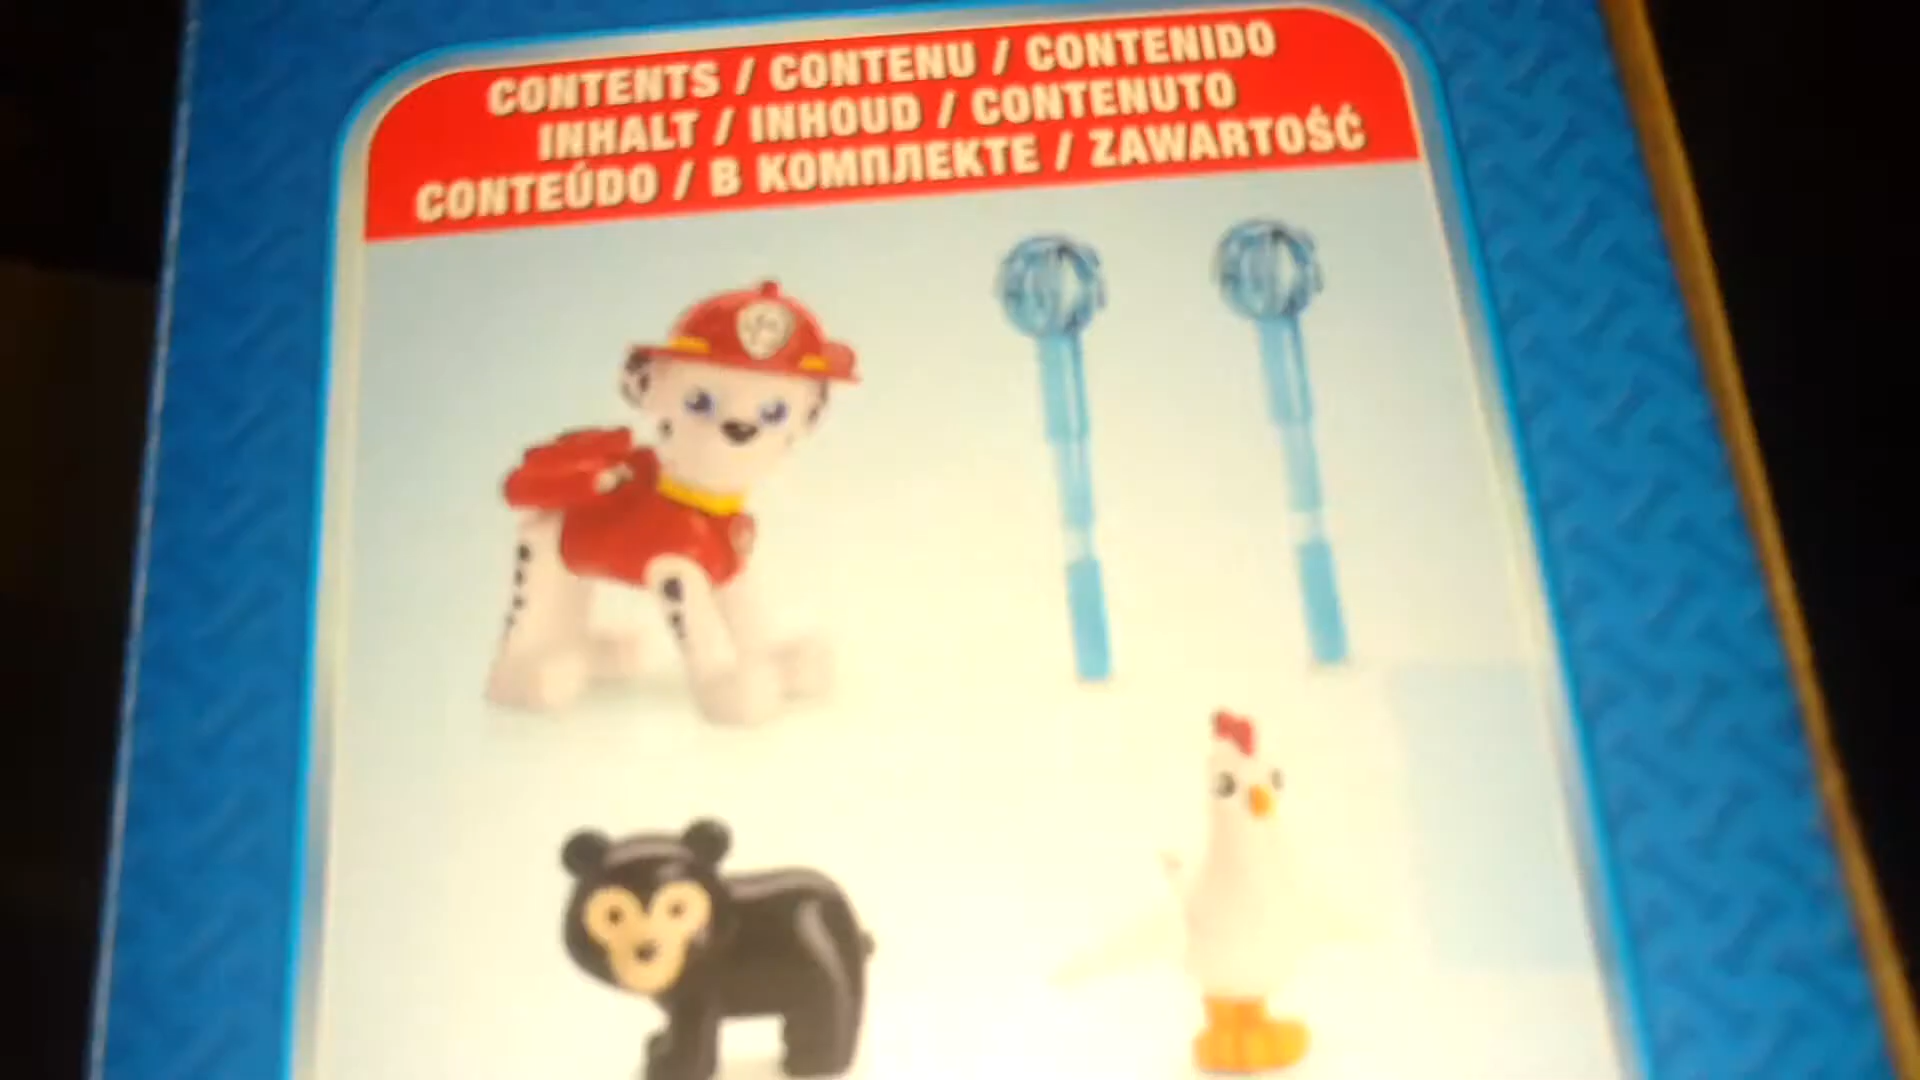 CONTENTS / CONTENU / CONTENIDO
INHALT / INHOUD / CONTENUTO
CONTEÚDO / В КОМПЛЕКТЕ / ZAWARTOŚĆ